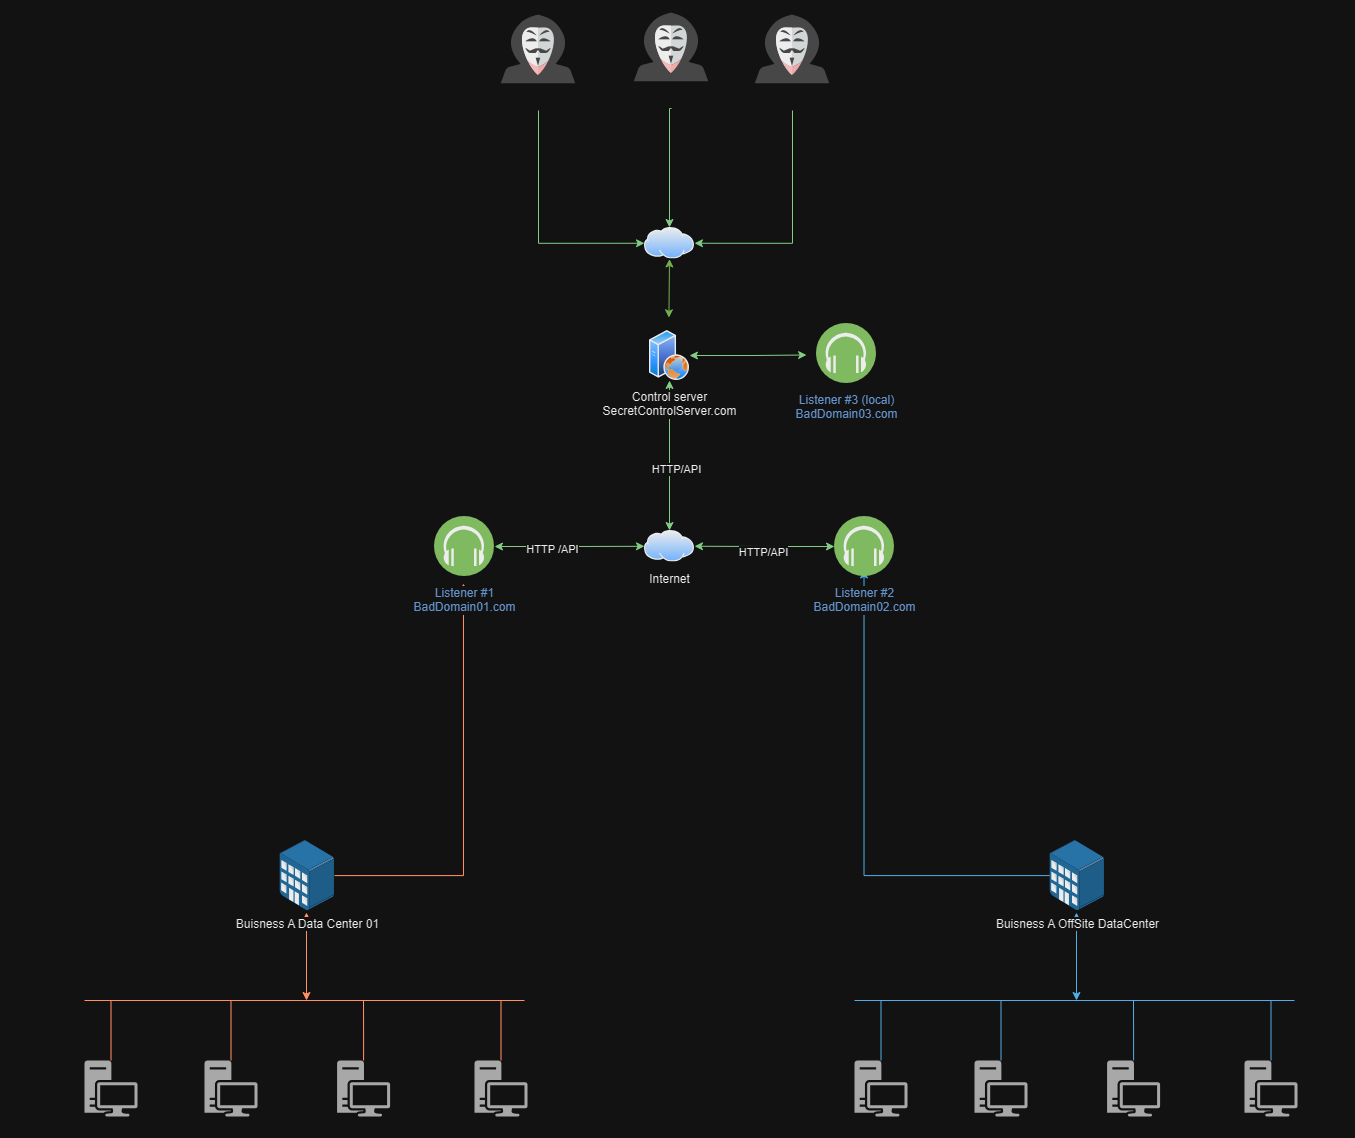 Control server
SecretControlServer.com
Listener #3 (local)
BadDomain03.com
HTTP/API
HTTP /API
HTTP/API
Internet
Listener #1
BadDomain01.com
Listener #2
BadDomain02.com
Buisness A Data Center 01
Buisness A OffSite DataCenter